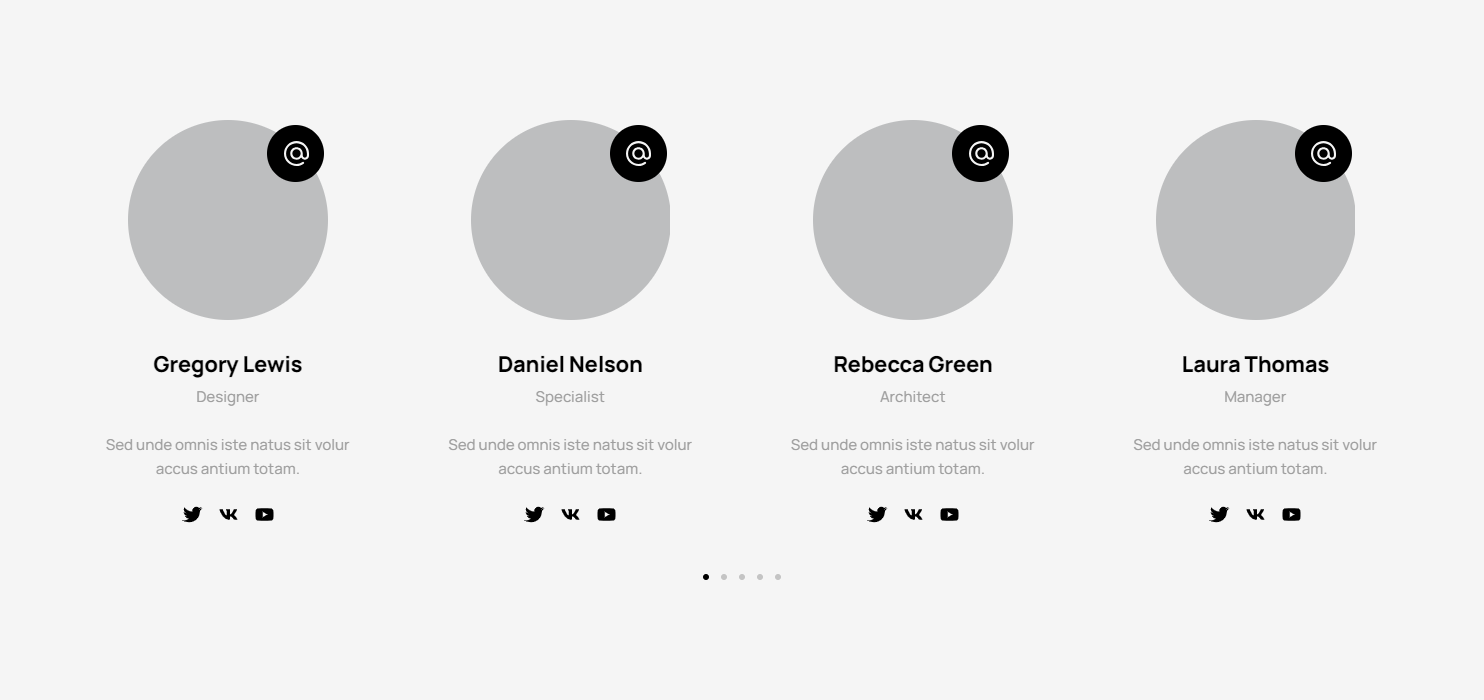 Gregory Lewis
Designer
Sed unde omnis iste natus sit volur
accus antium totam.
Daniel Nelson
Specialist
Sed unde omnis iste natus sit volur
accus antium totam.
Rebecca Green
Architect
Sed unde omnis iste natus sit volur
accus antium totam.
Laura Thomas
Manager
Sed unde omnis iste natus sit volur
accus antium totam.